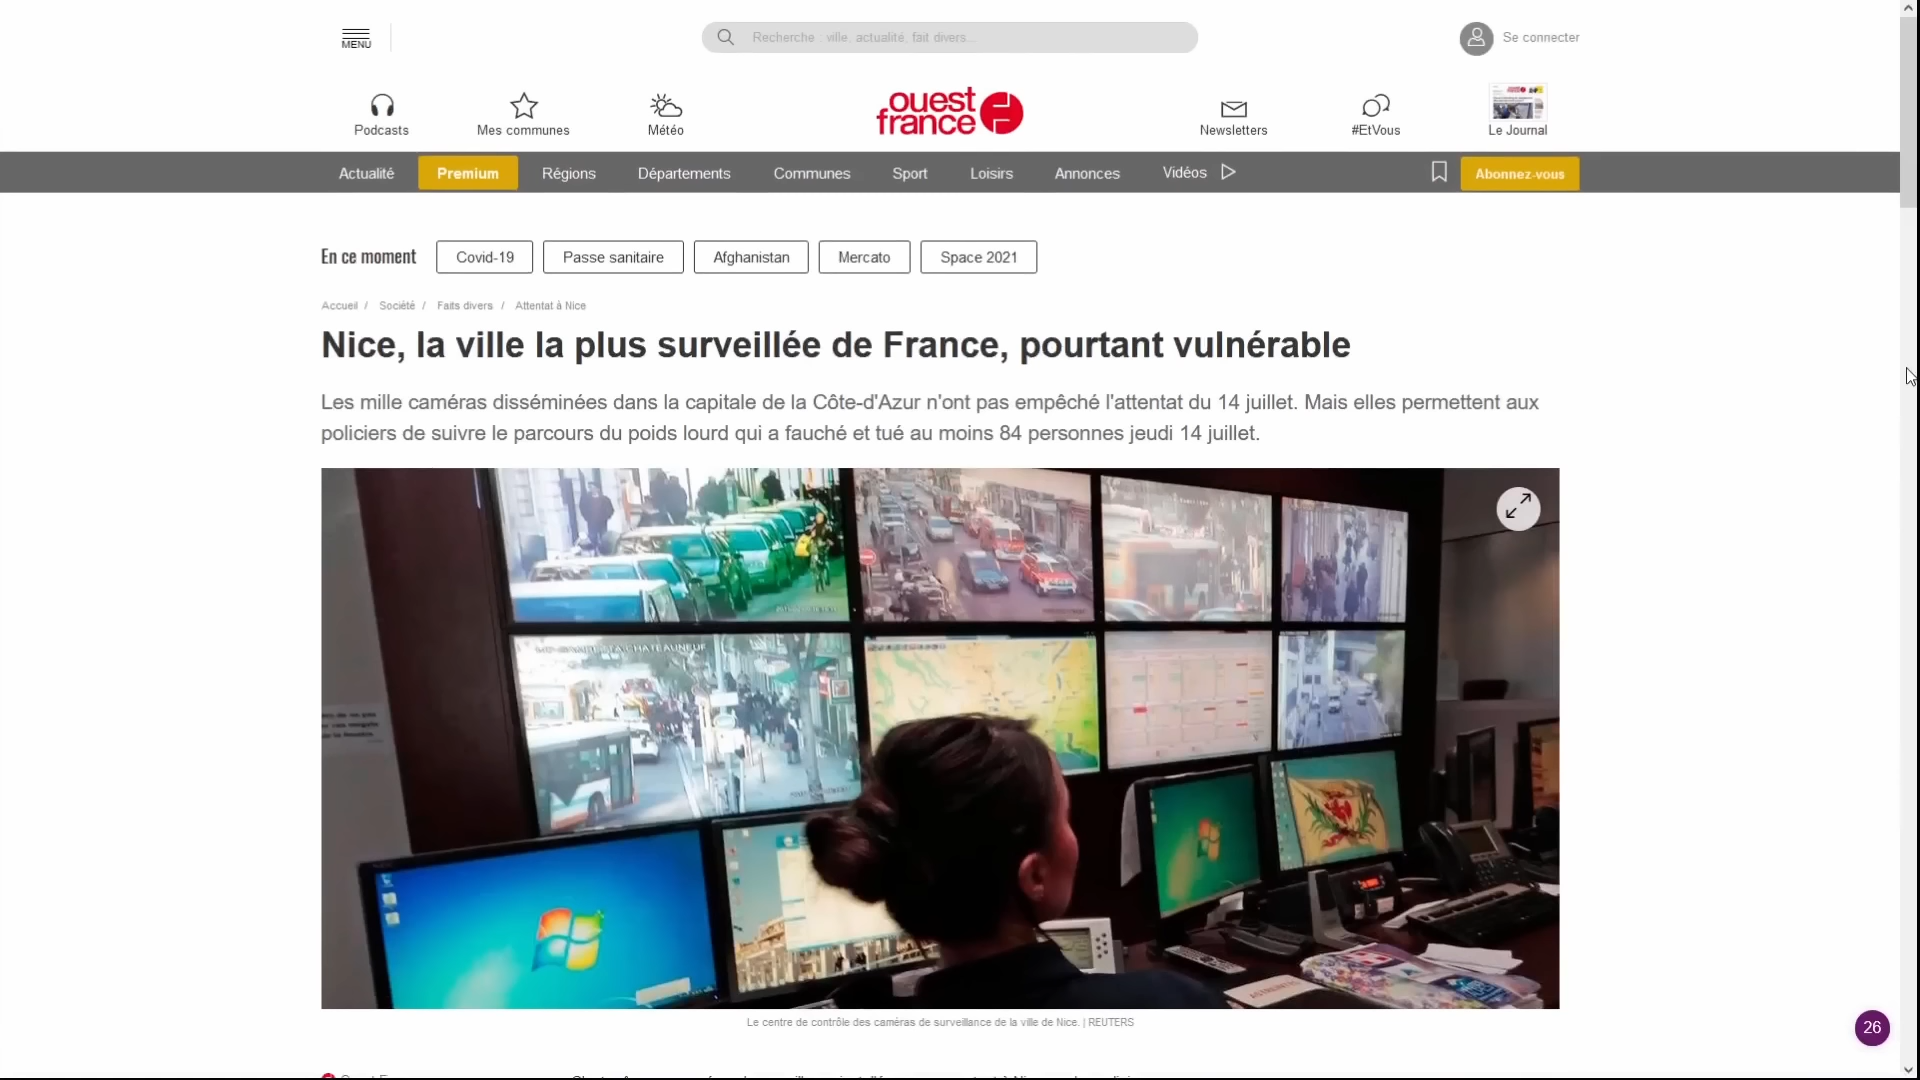 MENU
Recherche ville, actualité, fait divers...
Se connecter
Podcasts
Mes communes
Météo
ouest
france
Newsletters
#EtVous
Le Journal
Actualité
Premium
Régions
Départements
Communes
Sport
Loisirs
Annonces
Vidéos
Abonnez-vous
En ce moment
Covid-19
Passe sanitaire
Afghanistan
Mercato
Space 2021
Accueil / Société / Faits divers / Attentat à Nice
Nice, la ville la plus surveillée de France, pourtant vulnérable
Les mille caméras disséminées dans la capitale de la Côte-d'Azur n'ont pas empêché l'attentat du 14 juillet. Mais elles permettent aux
policiers de suivre le parcours du poids lourd qui a fauché et tué au moins 84 personnes jeudi 14 juillet.
Le centre de contrôle des caméras de surveillance de la ville de Nice. | REUTERS
26